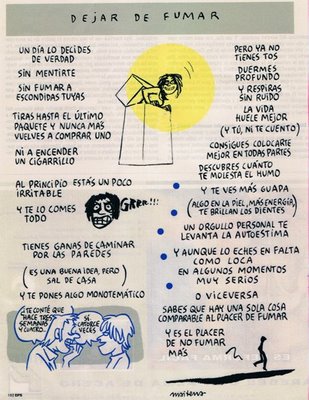 DEJAR DE FUMAR
UN DÍA LO DECIDES
DE VERDAD
SIN MENTIRTE
SIN FUMAR A
ESCONDIDAS TUYAS
TIRAS HASTA EL ÚLTIMO
PAQUETE Y NUNCA MAS
VUELVES A COMPRAR UNO
NI A ENCENDER
UN CIGARRILLO
AL PRINCIPIO ESTÁS UN POCO
IRRITABLE
GRRR!!!
Y TE LO COMES
TODO
TIENES GANAS DE CAMINAR
POR LAS PAREDES
(ES UNA BUENA IDEA, PERO
SAL DE CASA)
Y TE PONES ALGO MONOTEMÁTICO
¿TE CONTÉ QUE
HACE TRES
SEMANAS Y
CUATRO...
SÍ,
CATORCE
VECES
PERO YA NO
TIENES TOS
DUERMES
PROFUNDO
Y RESPIRAS
SIN RUIDO
LA VIDA
HUELE MEJOR
(Y TÚ, NI TE CUENTO)
CONSIGUES COLOCARTE
MEJOR EN TODAS PARTES
DESCUBRES CUÁNTO
TE MOLESTA EL HUMO
Y TE VES MAS GUAPA
(ALGO EN LA PIEL, MAS ENERGÍA,
TE BRILLAN LOS DIENTES)
UN ORGULLO PERSONAL TE
LEVANTA LA AUTOESTIMA
Y AUNQUE LO ECHES EN FALTA
COMO LOCA
EN ALGUNOS MOMENTOS
MUY SERIOS
O VICEVERSA
SABES QUE HAY UNA SOLA COSA
COMPARABLE AL PLACER DE FUMAR
Y ES EL PLACER
DE NO FUMAR
MAS
maitena
EPS